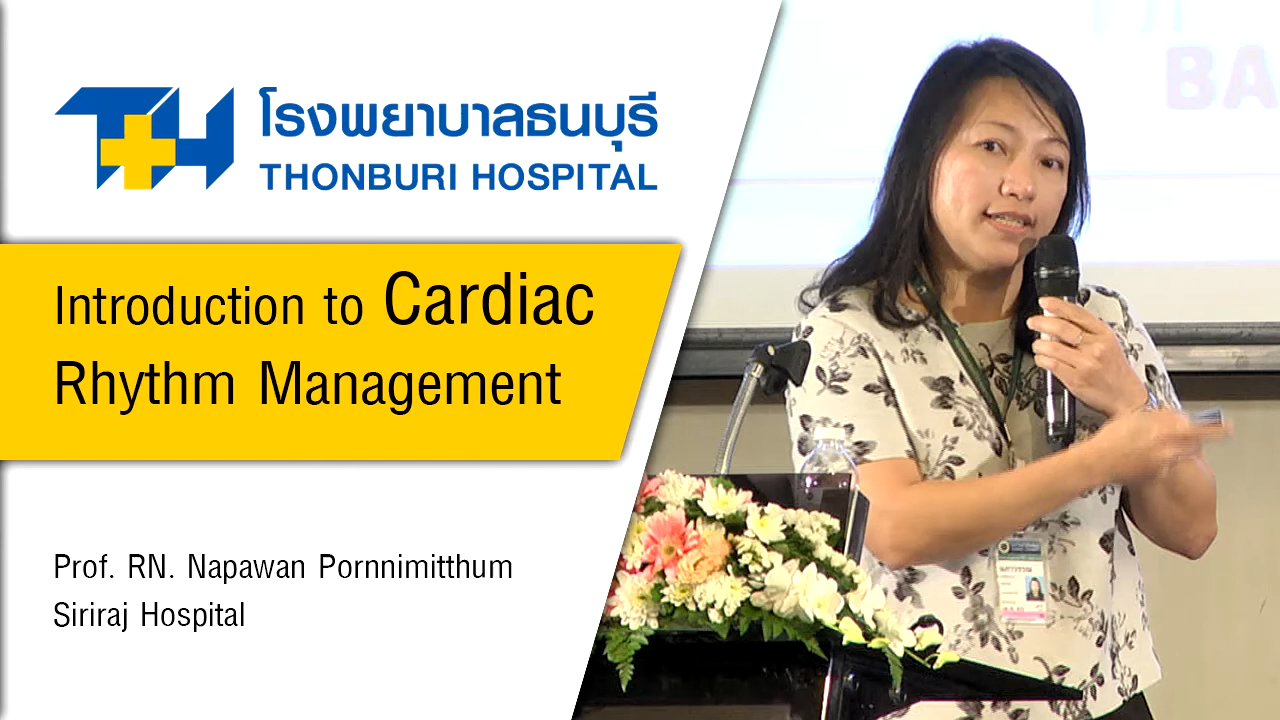 โรงพยาบาลธนบุรี
THONBURI HOSPITAL
Introduction to Cardiac
Rhythm Management
Prof. RN. Napawan Pornnimitthum
Siriraj Hospital
BA